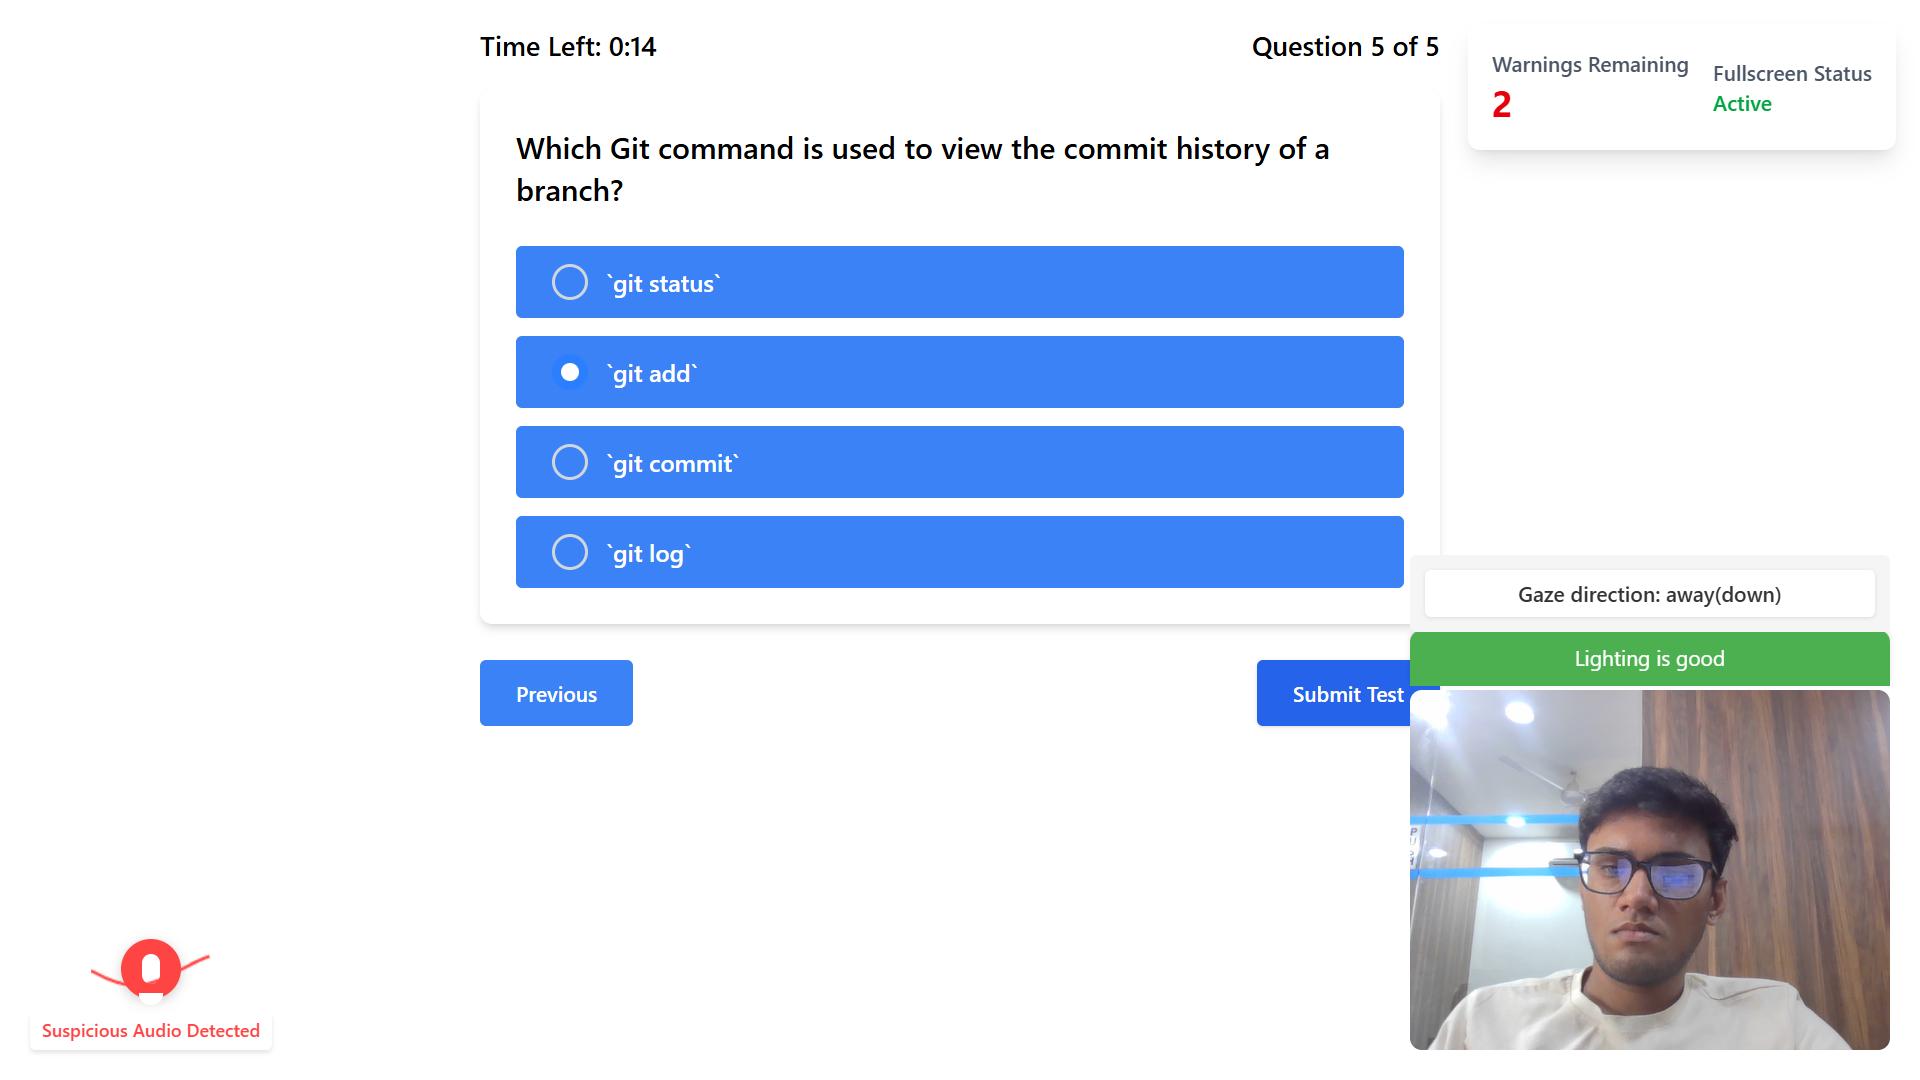 Time Left: 0:14
Question 5 of 5
Warnings Remaining
2
Fullscreen Status
Active
Which Git command is used to view the commit history of a
branch?
`git status`
`git add`
`git commit`
`git log`
Previous
Submit Test
Gaze direction: away(down)
Lighting is good
Suspicious Audio Detected